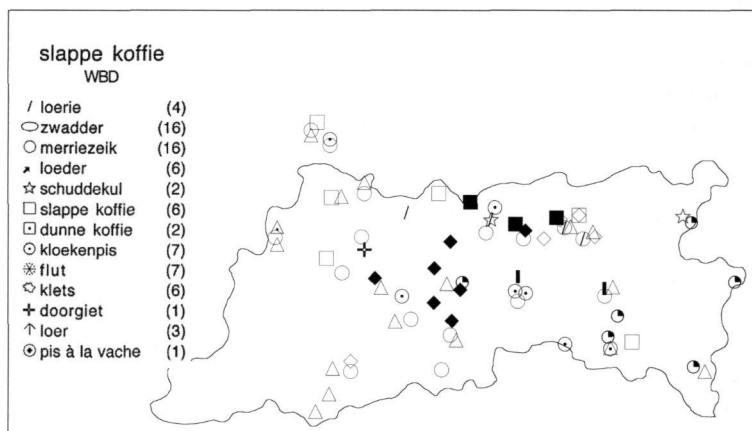 slappe koffie
WBD
loerie (4)
zwadder (16)
merriezeik (16)
loeder (6)
schuddekul (2)
slappe koffie (6)
dunne koffie (2)
kloekenpis (7)
flut (7)
klets (6)
doorgiet (1)
loer (3)
pis à la vache (1)